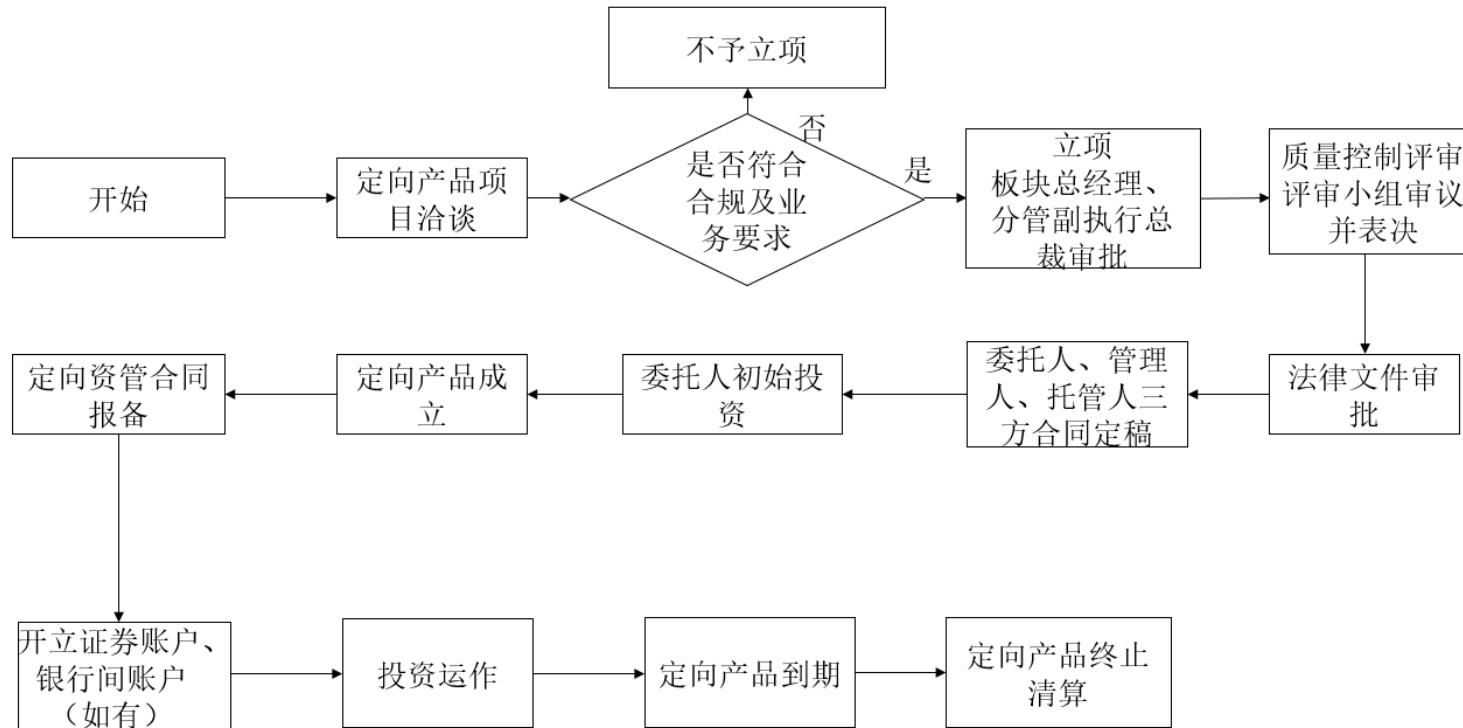 不予立项
否
开始
定向产品项
目洽谈
是否符合
合规及业
务要求
是
立项
板块总经理、
分管副执行总
裁审批
质量控制评审
评审小组审议
并表决
定向资管合同
报备
定向产品成
立
委托人初始投
资
委托人、管理
人、托管人三
方合同定稿
法律文件审
批
开立证券账户、
银行间账户
（如有）
投资运作
定向产品到期
定向产品终止
清算